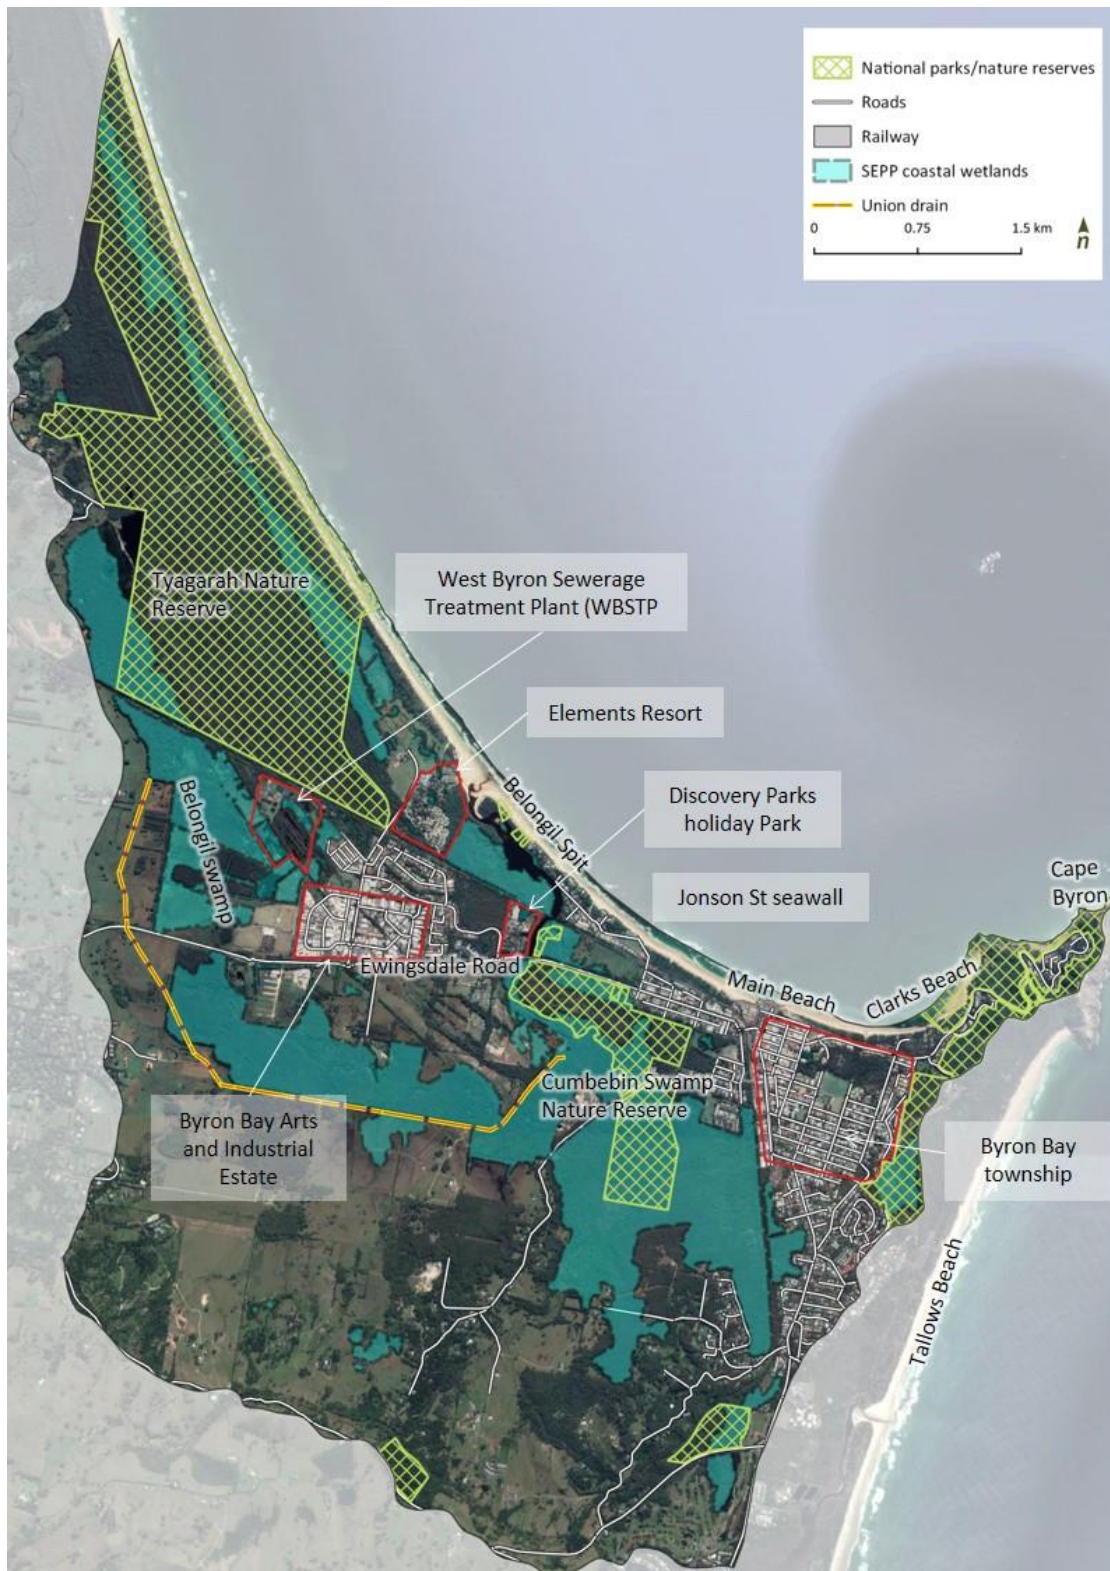 National parks/nature reserves
Roads
Railway
SEPP coastal wetlands
Union drain
0 0.75 1.5 km
n
Tyagarah Nature
Reserve
West Byron Sewerage
Treatment Plant (WBSTP
Elements Resort
Belongil Spit
Discovery Parks
holiday Park
Belongil swamp
Jonson St seawall
Cape
Byron
Ewingsdale Road
Main Beach
Clarks Beach
Cumbebin Swamp
Nature Reserve
Byron Bay Arts
and Industrial
Estate
Byron Bay
township
Tallows Beach